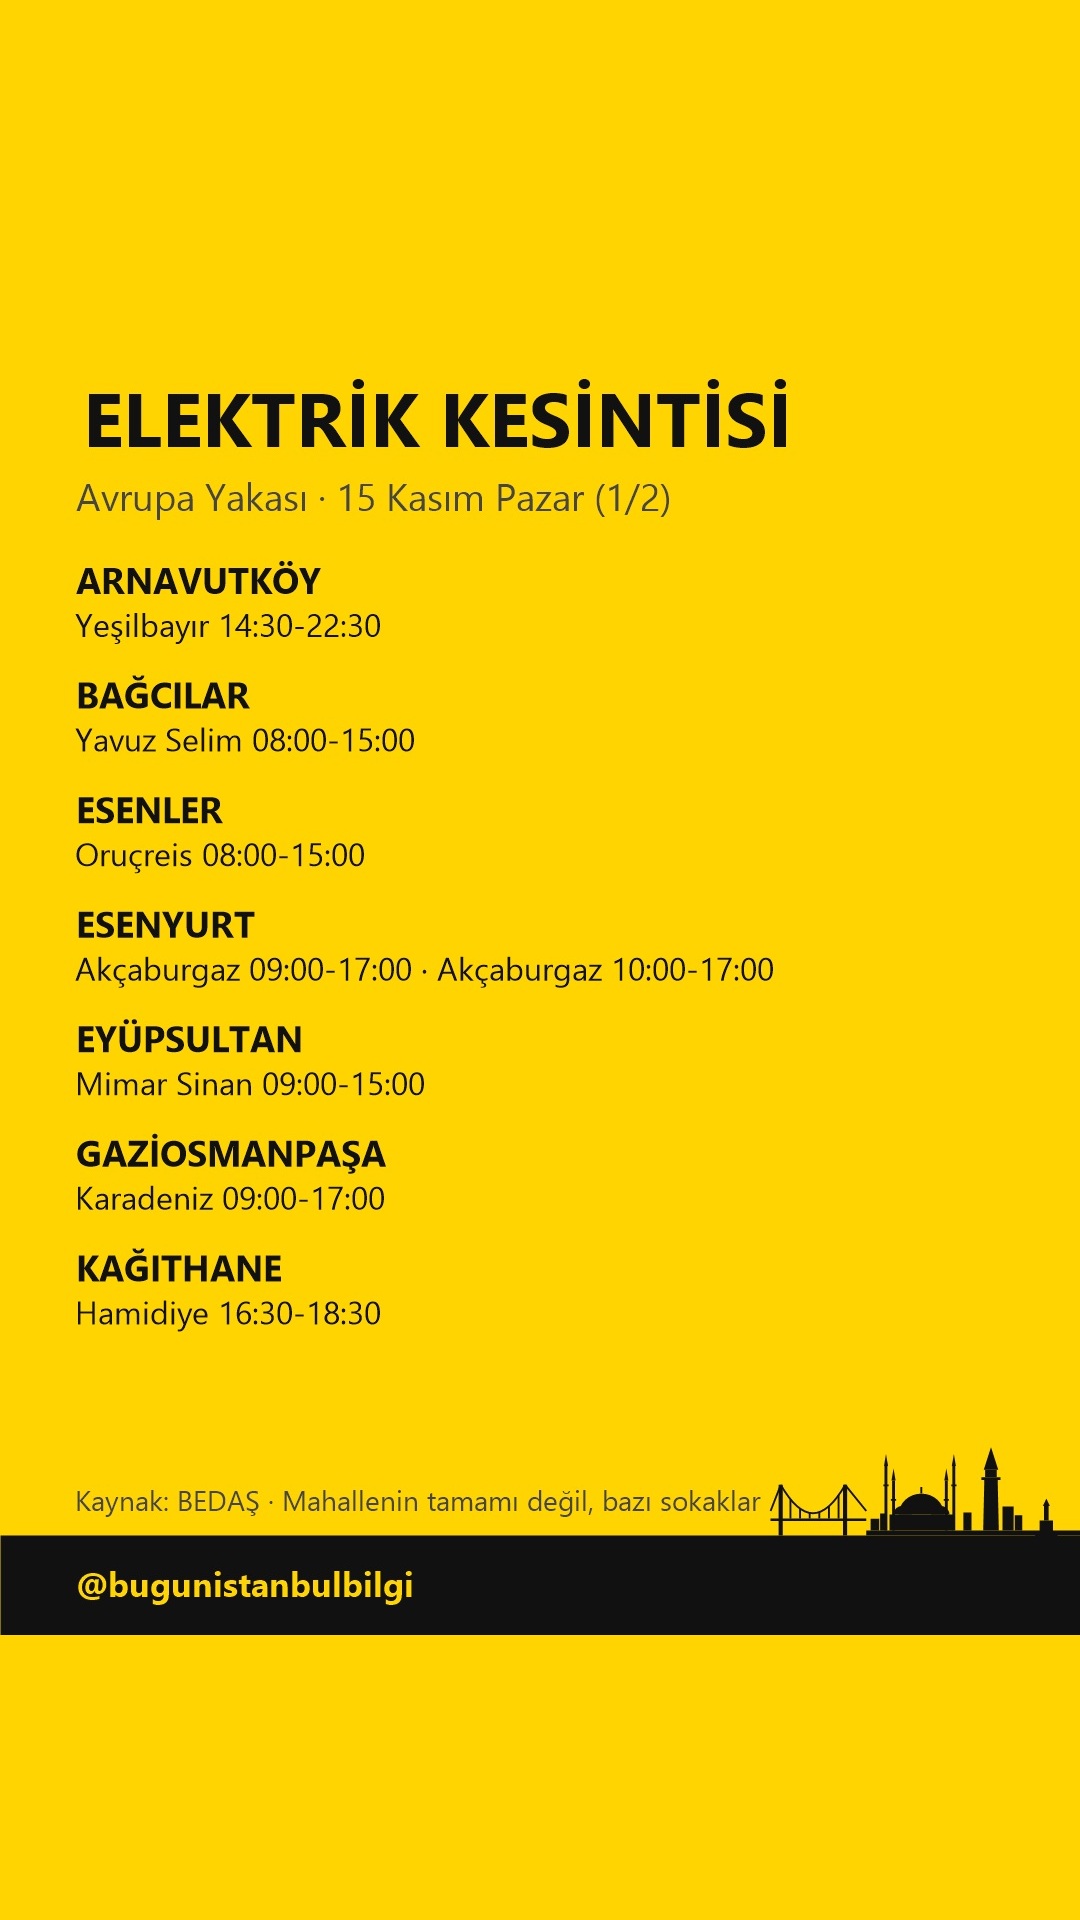 ELEKTRİK KESİNTİSİ
Avrupa Yakası · 15 Kasım Pazar (1/2)
ARNAVUTKÖY
Yeşilbayır 14:30-22:30
BAĞCILAR
Yavuz Selim 08:00-15:00
ESENLER
Oruçreis 08:00-15:00
ESENYURT
Akçaburgaz 09:00-17:00 · Akçaburgaz 10:00-17:00
EYÜPSULTAN
Mimar Sinan 09:00-15:00
GAZİOSMANPAŞA
Karadeniz 09:00-17:00
KAĞITHANE
Hamidiye 16:30-18:30
Kaynak: BEDAŞ · Mahallenin tamamı değil, bazı sokaklar
@bugunistanbulbilgi